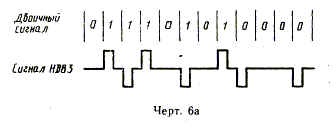 Двоичный
сигнал
0 1 1 1 0 1 0 1 0 0 0 0
Сигнал HDB3
Черт. 6а